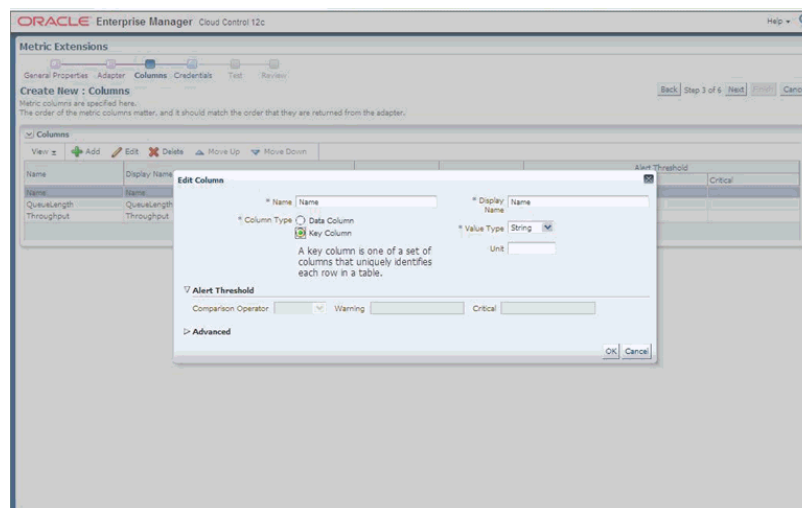 ORACLE Enterprise Manager Cloud Control 12c
Help
Metric Extensions
General Properties Adapter Columns Credentials Test Review
Create New : Columns
Back Step 3 of 6 Next Finish Canc
Metric columns are specified here.
The order of the metric columns matter, and it should match the order that they are returned from the adapter.
Columns
View Add Edit Delete Move Up Move Down
Alert Threshold
Name Display Name Critical
Name Name
QueueLength QueueLength
Throughput Throughput
Edit Column
* Name Name
* Display Name Name
* Column Type Data Column
Key Column
* Value Type String
Unit
A key column is one of a set of
columns that uniquely identifies
each row in a table.
Alert Threshold
Comparison Operator Warning Critical
Advanced
OK Cancel